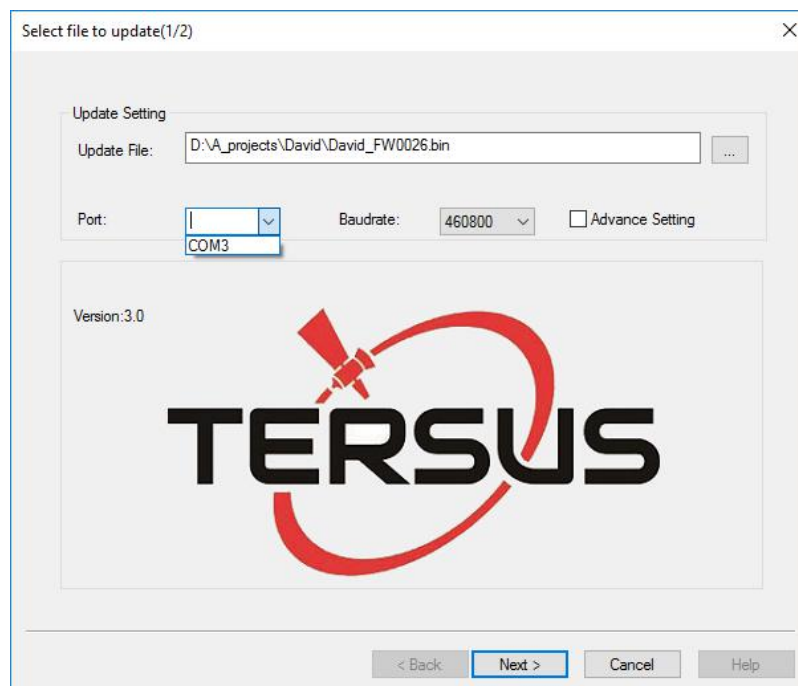 Select file to update(1/2)
Update Setting
Update File: D:\A_projects\David\David_FW0026.bin ...
Port: Baudrate: 460800 Advance Setting
COM3
Version:3.0
TERSUS
< Back Next > Cancel Help